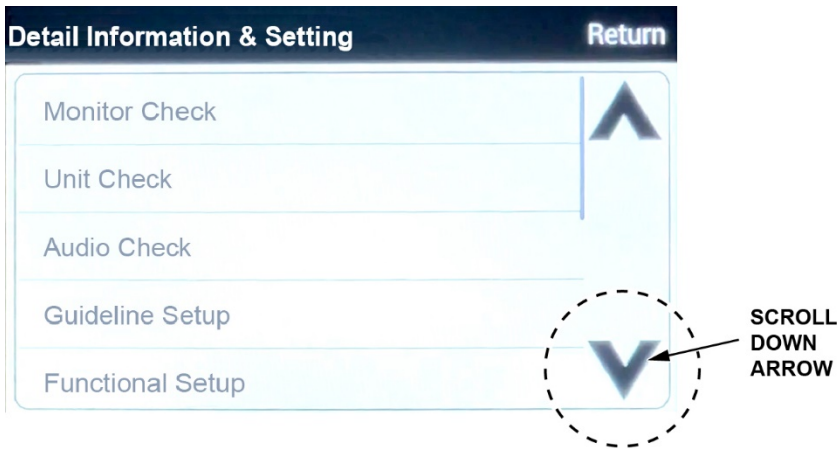 Detail Information & Setting
Return
Monitor Check
Unit Check
Audio Check
Guideline Setup
Functional Setup
SCROLL
DOWN
ARROW